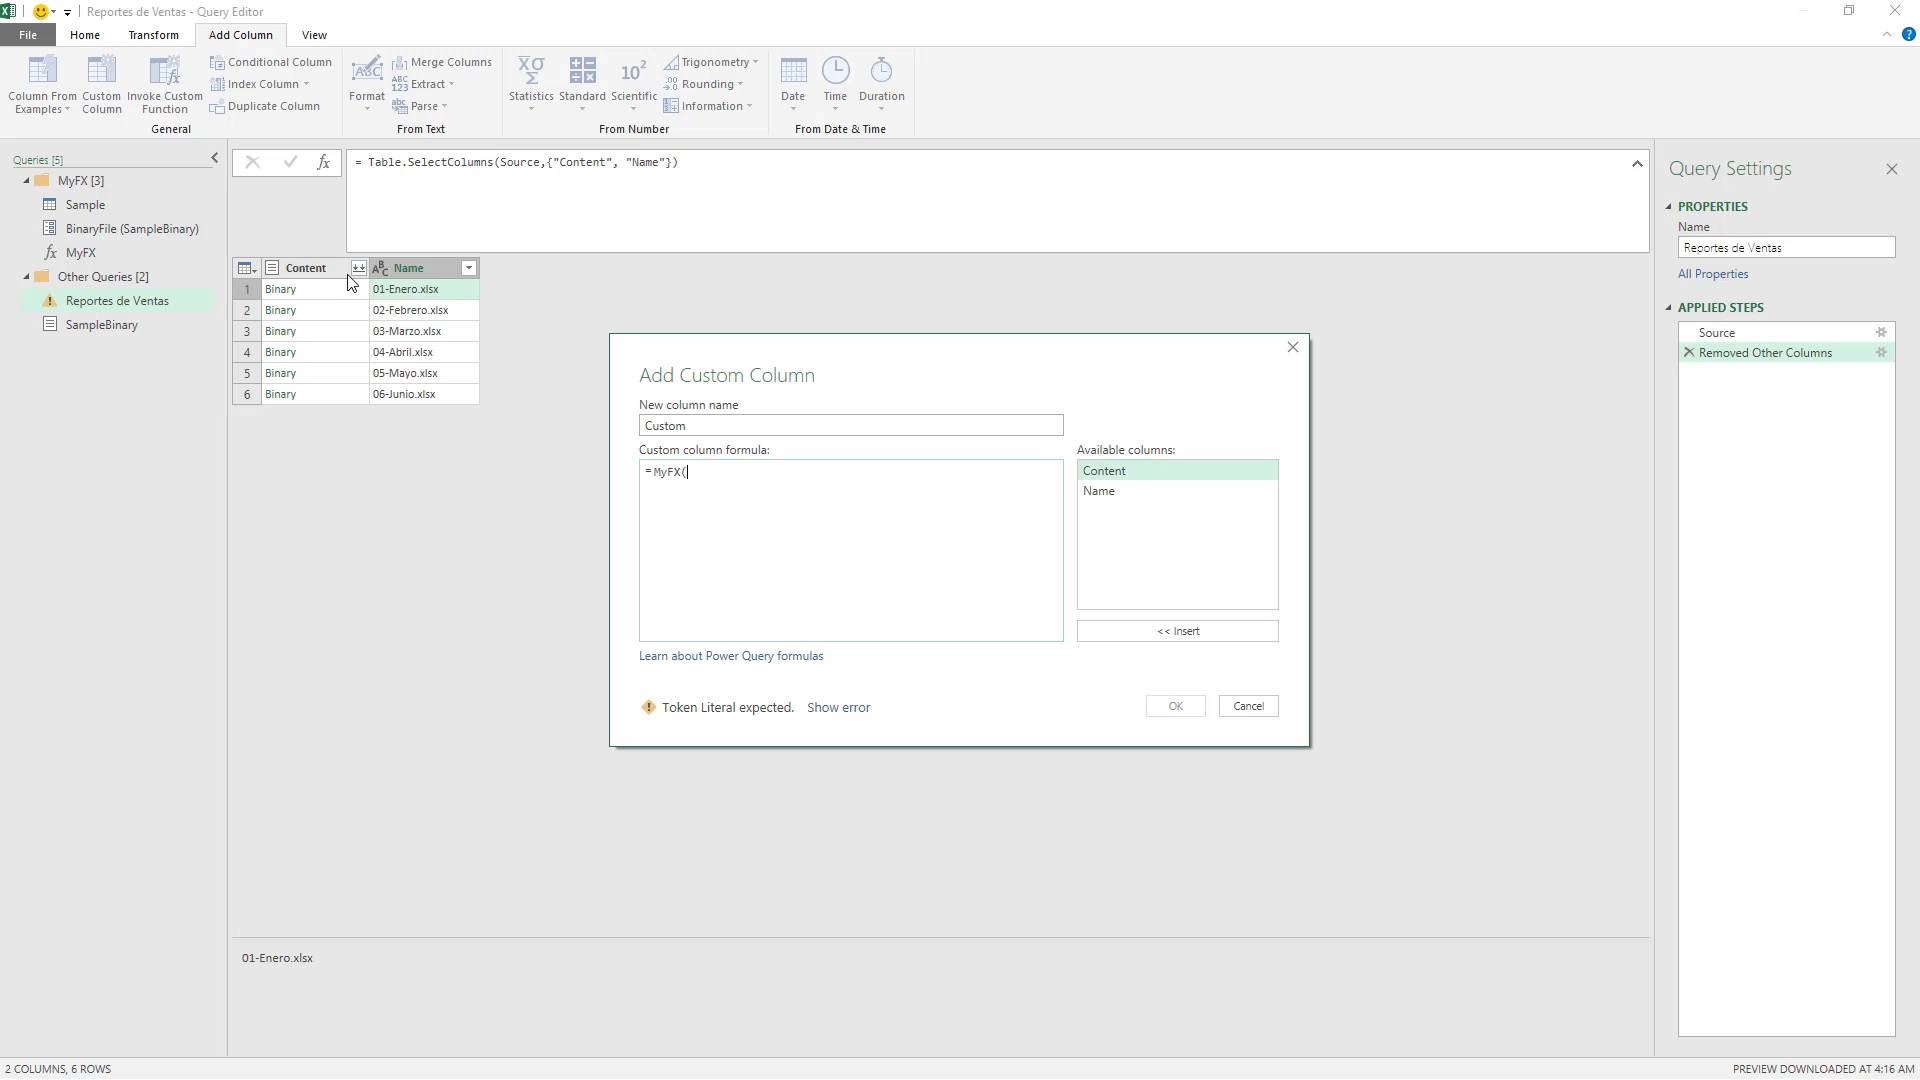 Reportes de Ventas - Query Editor
File
Home
Transform
Add Column
View
Column From Examples
Custom Column
Invoke Custom Function
Conditional Column
Index Column
Duplicate Column
General
Format
Merge Columns
Extract
Parse
From Text
Statistics
Standard
Scientific
Trigonometry
Rounding
Information
From Number
Date
Time
Duration
From Date & Time
Queries [5]
MyFX [3]
Sample
BinaryFile (SampleBinary)
MyFX
Other Queries [2]
Reportes de Ventas
SampleBinary
= Table.SelectColumns(Source,{"Content", "Name"})
Content Name
1 Binary 01-Enero.xlsx
2 Binary 02-Febrero.xlsx
3 Binary 03-Marzo.xlsx
4 Binary 04-Abril.xlsx
5 Binary 05-Mayo.xlsx
6 Binary 06-Junio.xlsx
Add Custom Column
New column name
Custom
Custom column formula:
=MyFX(
Available columns:
Content
Name
<< Insert
Learn about Power Query formulas
Token Literal expected. Show error
OK
Cancel
01-Enero.xlsx
Query Settings
PROPERTIES
Name
Reportes de Ventas
All Properties
APPLIED STEPS
Source
Removed Other Columns
2 COLUMNS, 6 ROWS
PREVIEW DOWNLOADED AT 4:16 AM